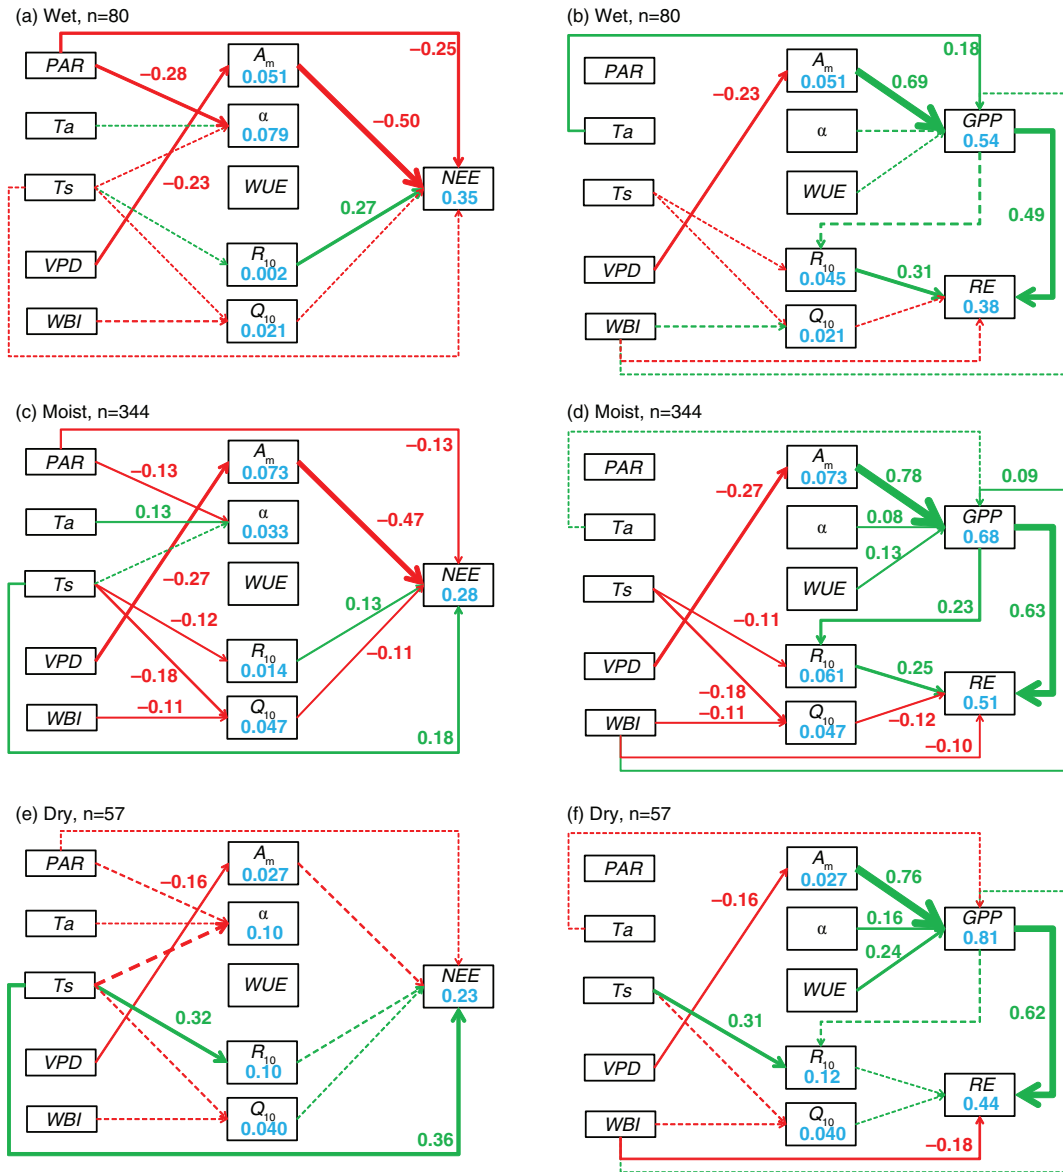 (a) Wet, n=80
PAR
Ta
Ts
VPD
WBI
Am
0.051
α
0.079
WUE
R10
0.002
Q10
0.021
NEE
0.35
−0.25
−0.28
−0.50
−0.23
0.27
(b) Wet, n=80
PAR
Ta
Ts
VPD
WBI
Am
0.051
α
WUE
R10
0.045
Q10
0.021
GPP
0.54
RE
0.38
0.18
0.69
−0.23
0.49
0.31
(c) Moist, n=344
PAR
Ta
Ts
VPD
WBI
Am
0.073
α
0.033
WUE
R10
0.014
Q10
0.047
NEE
0.28
−0.13
−0.13
0.13
−0.47
−0.27
−0.12
0.13
−0.18
−0.11
−0.11
0.18
(d) Moist, n=344
PAR
Ta
Ts
VPD
WBI
Am
0.073
α
WUE
R10
0.061
Q10
0.047
GPP
0.68
RE
0.51
0.09
0.78
−0.27
0.08
0.13
0.23
−0.11
0.63
0.25
−0.18
−0.11
−0.12
−0.10
(e) Dry, n=57
PAR
Ta
Ts
VPD
WBI
Am
0.027
α
0.10
WUE
R10
0.10
Q10
0.040
NEE
0.23
−0.16
0.32
0.36
(f) Dry, n=57
PAR
Ta
Ts
VPD
WBI
Am
0.027
α
WUE
R10
0.12
Q10
0.040
GPP
0.81
RE
0.44
0.76
−0.16
0.16
0.24
0.31
0.62
−0.18